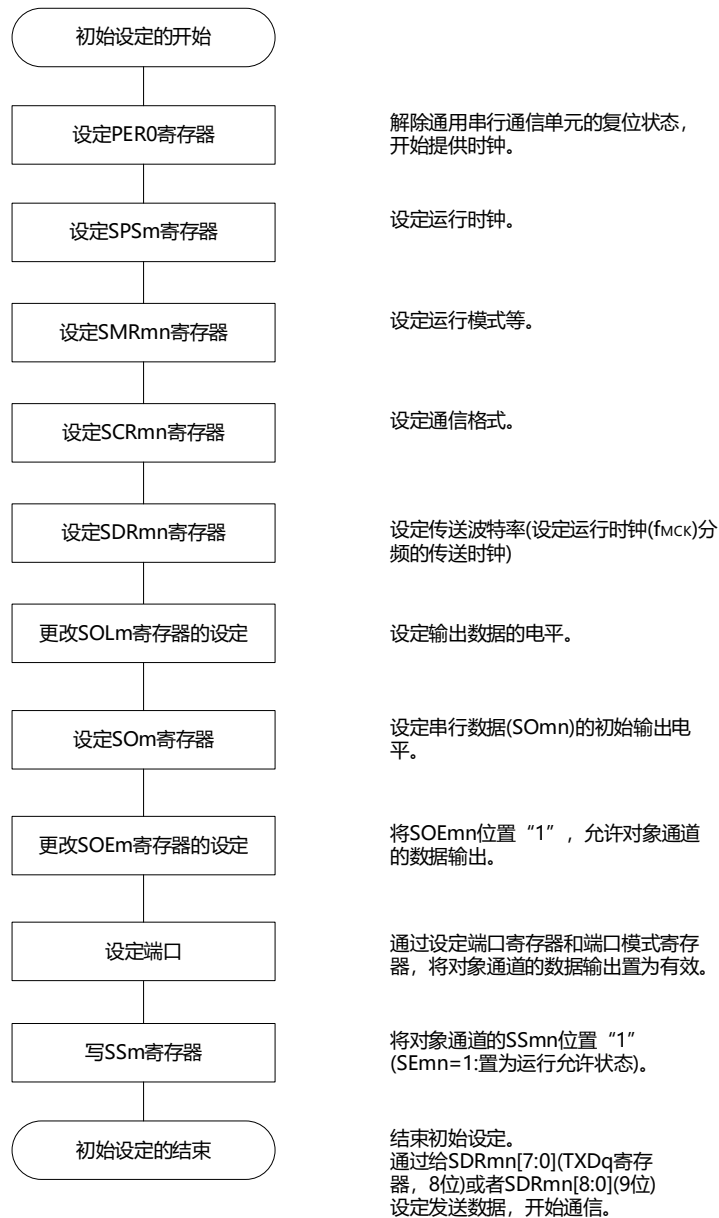 初始设定的开始
设定PER0寄存器
解除通用串行通信单元的复位状态，
开始提供时钟。
设定SPSm寄存器
设定运行时钟。
设定SMRmn寄存器
设定运行模式等。
设定SCRmn寄存器
设定通信格式。
设定SDRmn寄存器
设定传送波特率(设定运行时钟(fMCK)分
频的传送时钟)
更改SOLm寄存器的设定
设定输出数据的电平。
设定SOm寄存器
设定串行数据(SOmn)的初始输出电
平。
更改SOEm寄存器的设定
将SOEmn位置“1”，允许对象通道
的数据输出。
设定端口
通过设定端口寄存器和端口模式寄存
器，将对象通道的数据输出置为有效。
写SSm寄存器
将对象通道的SSmn位置“1”
(SEmn=1:置为运行允许状态)。
初始设定的结束
结束初始设定。
通过给SDRmn[7:0](TXDq寄存
器，8位)或者SDRmn[8:0](9位)
设定发送数据，开始通信。